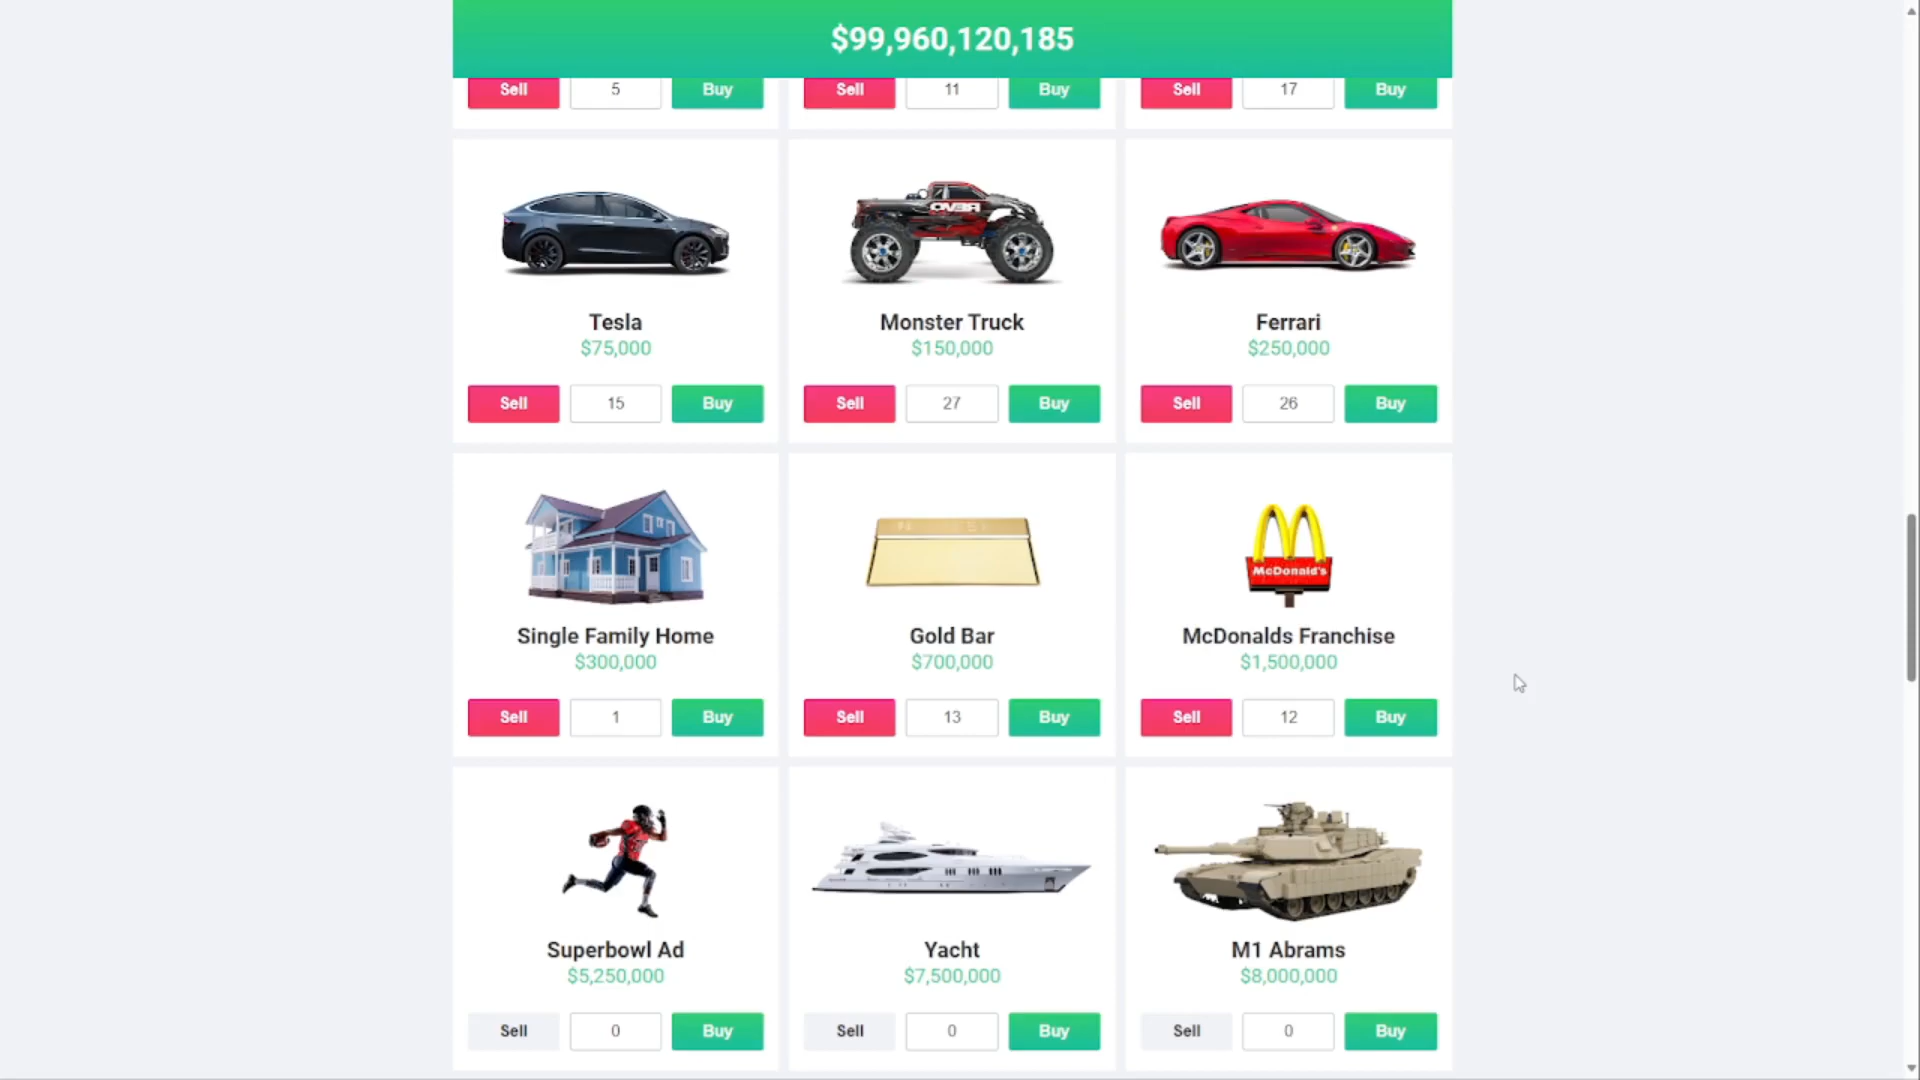 $99,960,120,185
Sell 5 Buy Sell 11 Buy Sell 17 Buy
Tesla Monster Truck Ferrari
$75,000 $150,000 $250,000
Sell 15 Buy Sell 27 Buy Sell 26 Buy
McDonald's
Single Family Home Gold Bar McDonalds Franchise
$300,000 $700,000 $1,500,000
Sell 1 Buy Sell 13 Buy Sell 12 Buy
Superbowl Ad Yacht M1 Abrams
$5,250,000 $7,500,000 $8,000,000
Sell 0 Buy Sell 0 Buy Sell 0 Buy